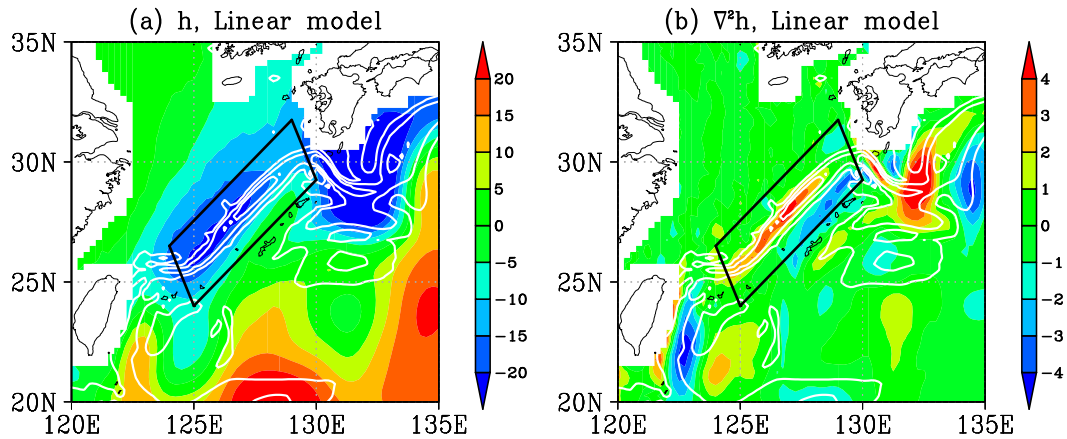 (a) h, Linear model
35N
30N
25N
20N
120E 125E 130E 135E
20
15
10
5
0
−5
−10
−15
−20
(b) ∇²h, Linear model
35N
30N
25N
20N
120E 125E 130E 135E
4
3
2
1
0
−1
−2
−3
−4